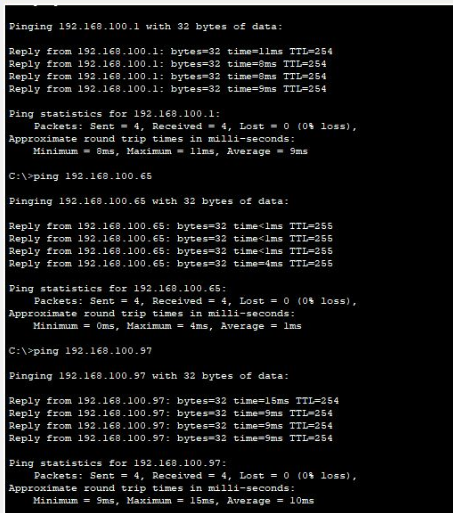 Pinging 192.168.100.1 with 32 bytes of data:
Reply from 192.168.100.1: bytes=32 time=11ms TTL=254
Reply from 192.168.100.1: bytes=32 time=8ms TTL=254
Reply from 192.168.100.1: bytes=32 time=8ms TTL=254
Reply from 192.168.100.1: bytes=32 time=9ms TTL=254
Ping statistics for 192.168.100.1:
Packets: Sent = 4, Received = 4, Lost = 0 (0% loss),
Approximate round trip times in milli-seconds:
Minimum = 8ms, Maximum = 11ms, Average = 9ms
C:\>ping 192.168.100.65
Pinging 192.168.100.65 with 32 bytes of data:
Reply from 192.168.100.65: bytes=32 time<1ms TTL=255
Reply from 192.168.100.65: bytes=32 time<1ms TTL=255
Reply from 192.168.100.65: bytes=32 time<1ms TTL=255
Reply from 192.168.100.65: bytes=32 time=4ms TTL=255
Ping statistics for 192.168.100.65:
Packets: Sent = 4, Received = 4, Lost = 0 (0% loss),
Approximate round trip times in milli-seconds:
Minimum = 0ms, Maximum = 4ms, Average = 1ms
C:\>ping 192.168.100.97
Pinging 192.168.100.97 with 32 bytes of data:
Reply from 192.168.100.97: bytes=32 time=15ms TTL=254
Reply from 192.168.100.97: bytes=32 time=9ms TTL=254
Reply from 192.168.100.97: bytes=32 time=9ms TTL=254
Reply from 192.168.100.97: bytes=32 time=9ms TTL=254
Ping statistics for 192.168.100.97:
Packets: Sent = 4, Received = 4, Lost = 0 (0% loss),
Approximate round trip times in milli-seconds:
Minimum = 9ms, Maximum = 15ms, Average = 10ms